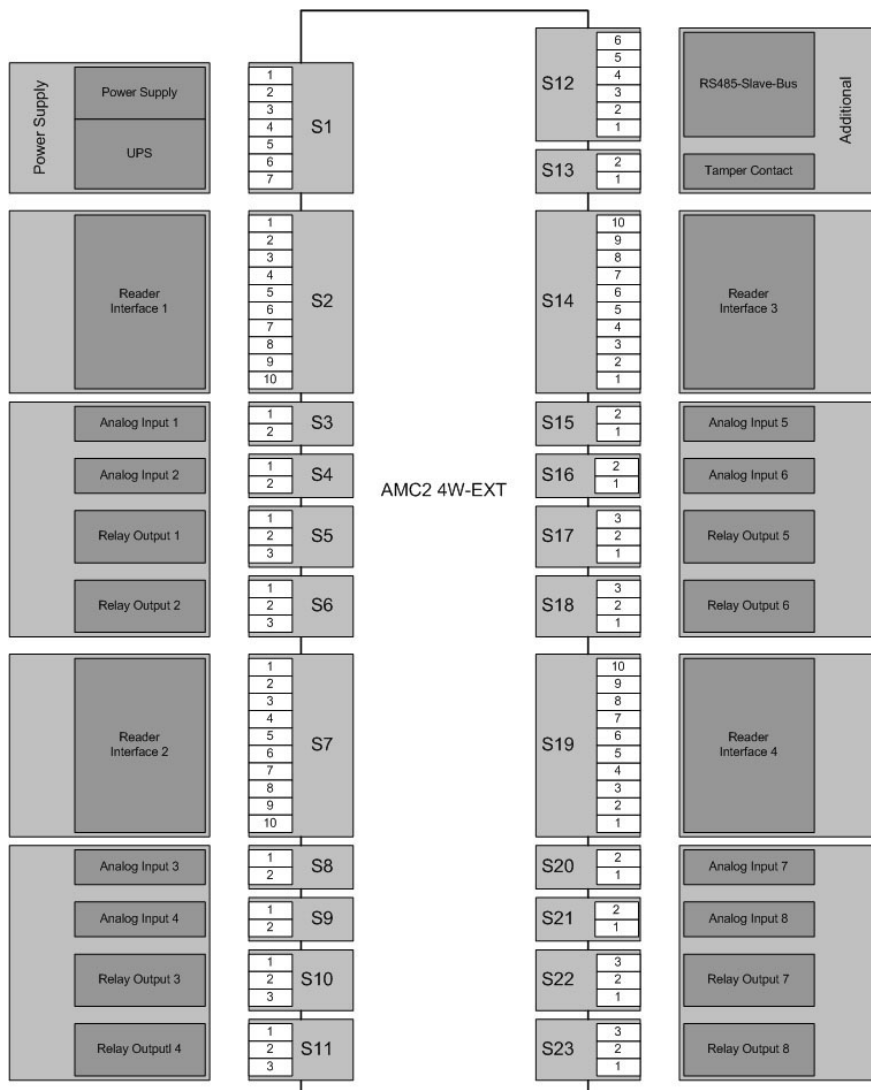 Power Supply
Power Supply
UPS
1
2
3
4
5
6
7
S1
Reader
Interface 1
1
2
3
4
5
6
7
8
9
10
S2
Analog Input 1
1
2
S3
Analog Input 2
1
2
S4
Relay Output 1
1
2
3
S5
Relay Output 2
1
2
3
S6
Reader
Interface 2
1
2
3
4
5
6
7
8
9
10
S7
Analog Input 3
1
2
S8
Analog Input 4
1
2
S9
Relay Output 3
1
2
3
S10
Relay Outputl 4
1
2
3
S11
AMC2 4W-EXT
S12
6
5
4
3
2
1
RS485-Slave-Bus
Additional
S13
2
1
Tamper Contact
S14
10
9
8
7
6
5
4
3
2
1
Reader
Interface 3
S15
2
1
Analog Input 5
S16
2
1
Analog Input 6
S17
3
2
1
Relay Output 5
S18
3
2
1
Relay Output 6
S19
10
9
8
7
6
5
4
3
2
1
Reader
Interface 4
S20
2
1
Analog Input 7
S21
2
1
Analog Input 8
S22
3
2
1
Relay Output 7
S23
3
2
1
Relay Output 8